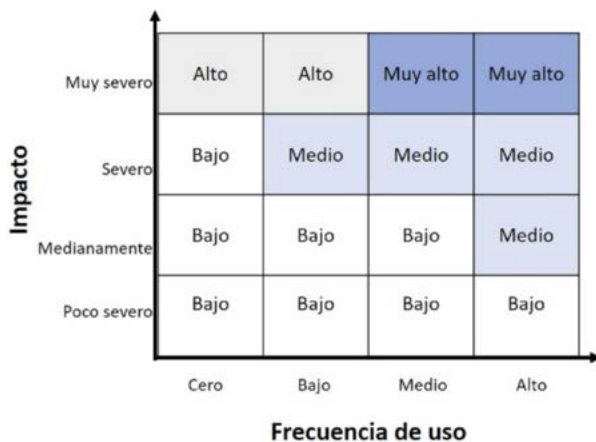 Muy severo Alto Alto Muy alto Muy alto
Severo Bajo Medio Medio Medio
Medianamente Bajo Bajo Bajo Medio
Poco severo Bajo Bajo Bajo Bajo
Impacto
Cero Bajo Medio Alto
Frecuencia de uso